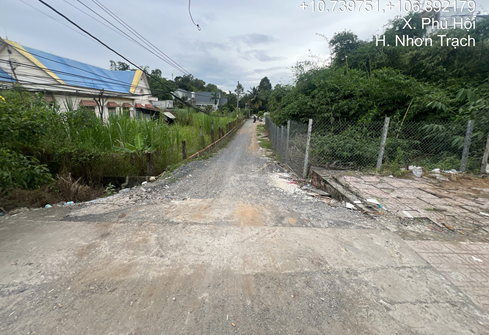 +10.739751,+106.892179
X. Phú Hội
H. Nhơn Trạch